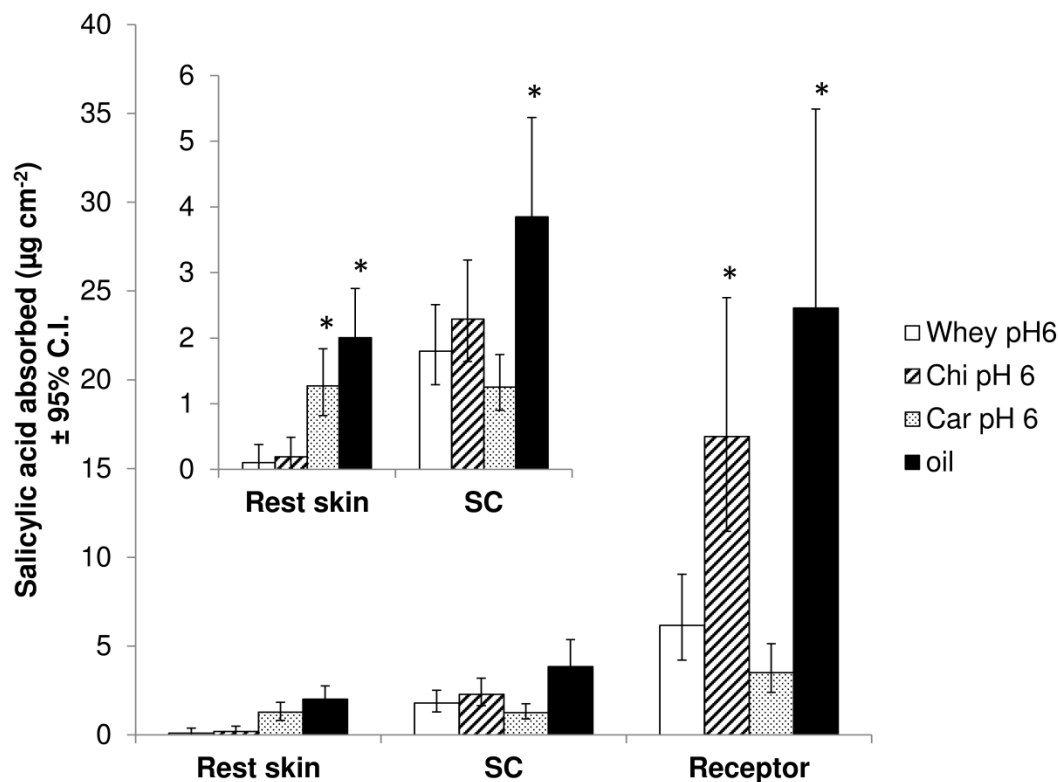 Salicylic acid absorbed (µg cm-2)
± 95% C.I.
40
35
30
25
20
15
10
5
0
6
5
4
3
2
1
0
*
*
*
*
*
Rest skin
SC
Rest skin
SC
Receptor
Whey pH6
Chi pH 6
Car pH 6
oil